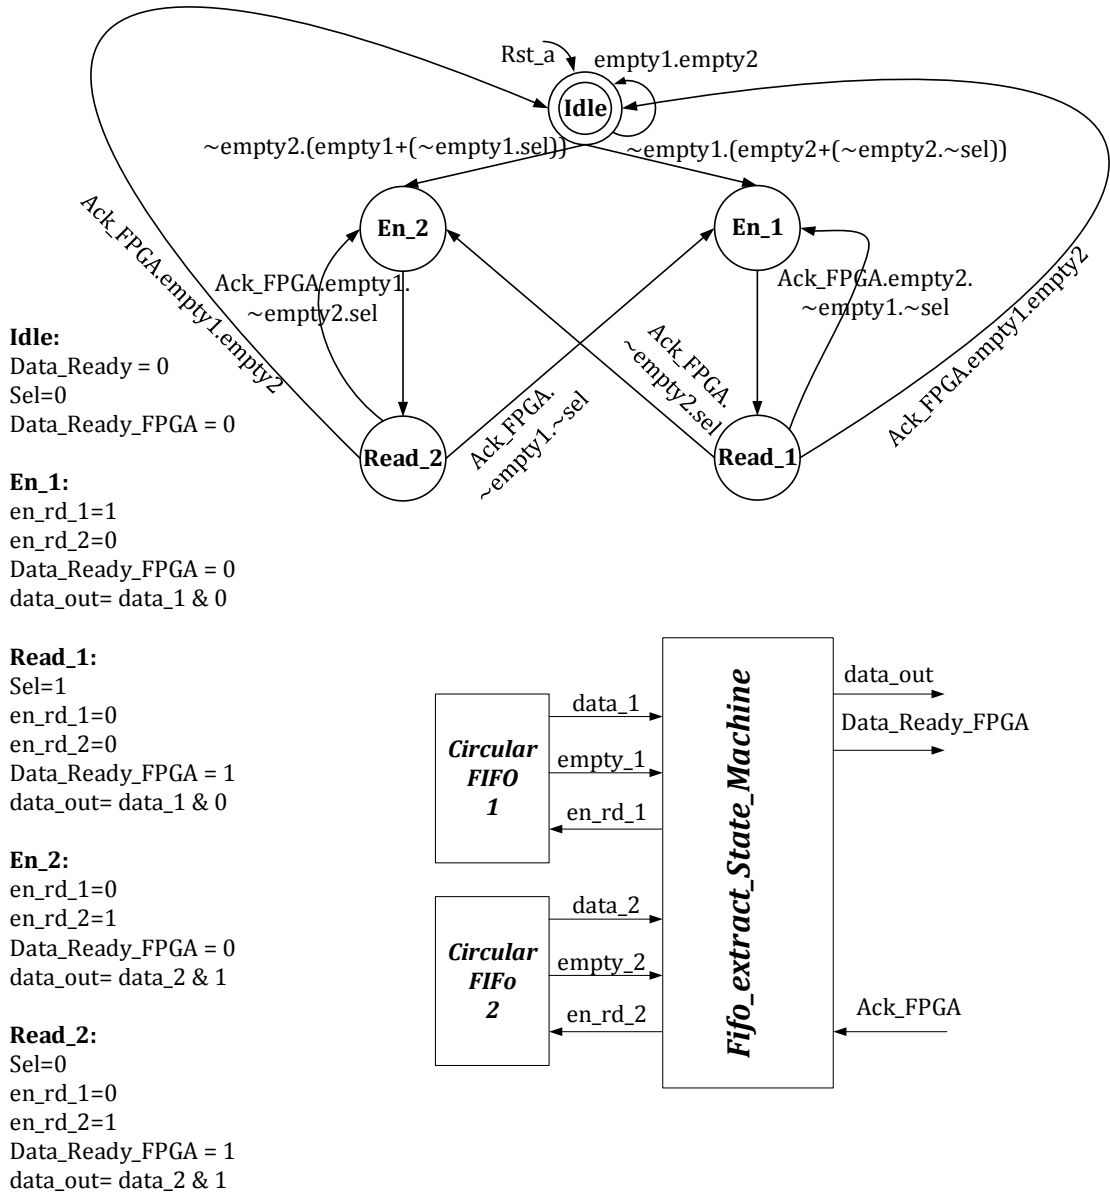 Rst_a
empty1.empty2
Idle
~empty2.(empty1+(~empty1.sel))
~empty1.(empty2+(~empty2.~sel))
En_2
En_1
Ack_FPGA.empty1.empty2
Ack_FPGA.empty1.
~empty2.sel
Ack_FPGA.empty2.
~empty1.~sel
Ack_FPGA.
~empty1.~sel
Ack_FPGA.
~empty2.sel
Ack_FPGA.empty1.empty2
Read_2
Read_1
Idle:
Data_Ready = 0
Sel=0
Data_Ready_FPGA = 0
En_1:
en_rd_1=1
en_rd_2=0
Data_Ready_FPGA = 0
data_out= data_1 & 0
Read_1:
Sel=1
en_rd_1=0
en_rd_2=0
Data_Ready_FPGA = 1
data_out= data_1 & 0
En_2:
en_rd_1=0
en_rd_2=1
Data_Ready_FPGA = 0
data_out= data_2 & 1
Read_2:
Sel=0
en_rd_1=0
en_rd_2=1
Data_Ready_FPGA = 1
data_out= data_2 & 1
Circular
FIFO
1
data_1
empty_1
en_rd_1
Circular
FIFo
2
data_2
empty_2
en_rd_2
Fifo_extract_State_Machine
data_out
Data_Ready_FPGA
Ack_FPGA